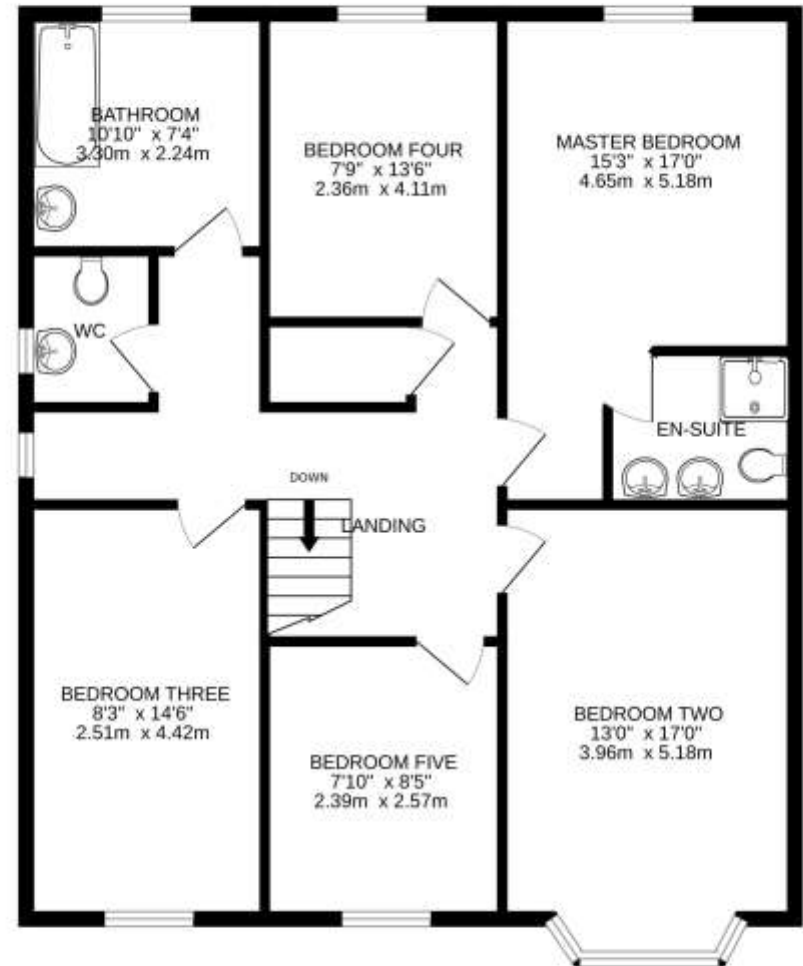 BATHROOM
10'10" x 7'4"
3.30m x 2.24m
BEDROOM FOUR
7'9" x 13'6"
2.36m x 4.11m
MASTER BEDROOM
15'3" x 17'0"
4.65m x 5.18m
WC
EN-SUITE
DOWN
LANDING
BEDROOM THREE
8'3" x 14'6"
2.51m x 4.42m
BEDROOM FIVE
7'10" x 8'5"
2.39m x 2.57m
BEDROOM TWO
13'0" x 17'0"
3.96m x 5.18m